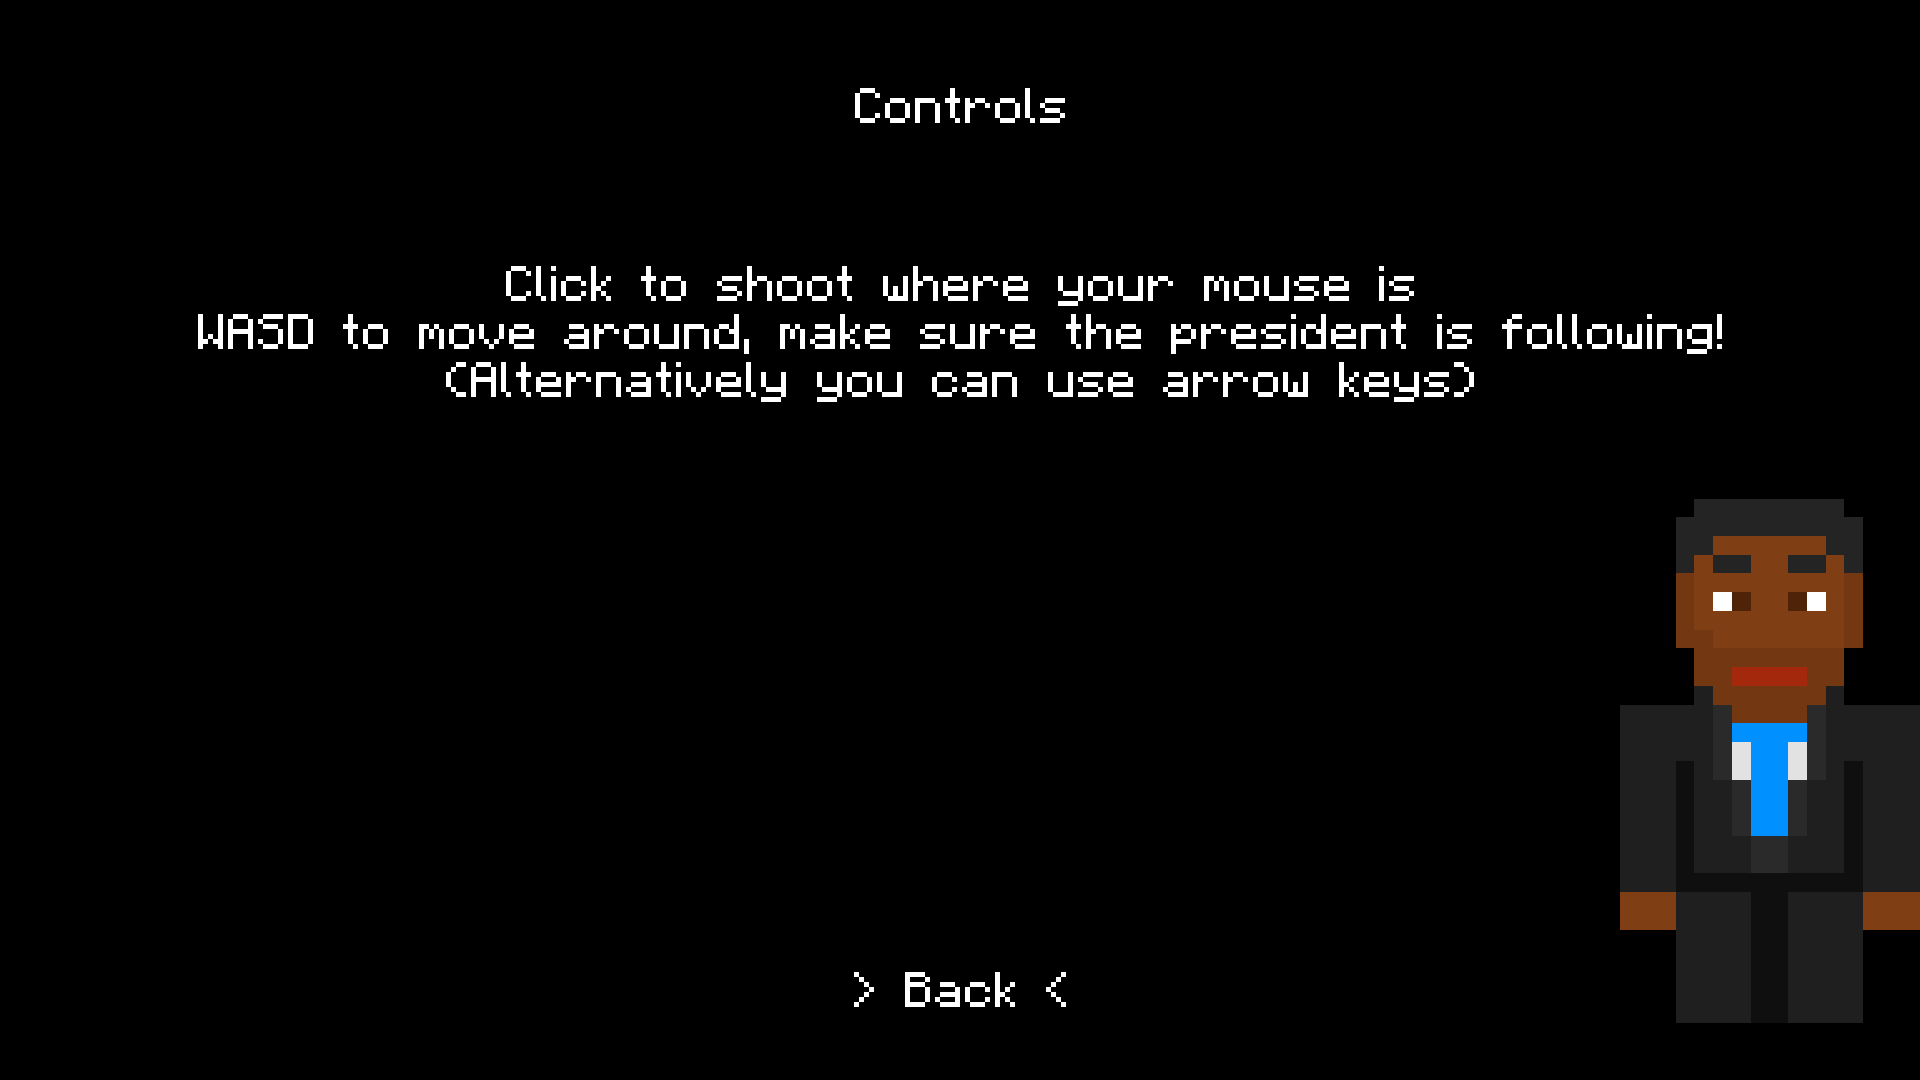 Controls
Click to shoot where your mouse is
WASD to move around, make sure the president is following!
(Alternatively you can use arrow keys)
> Back <